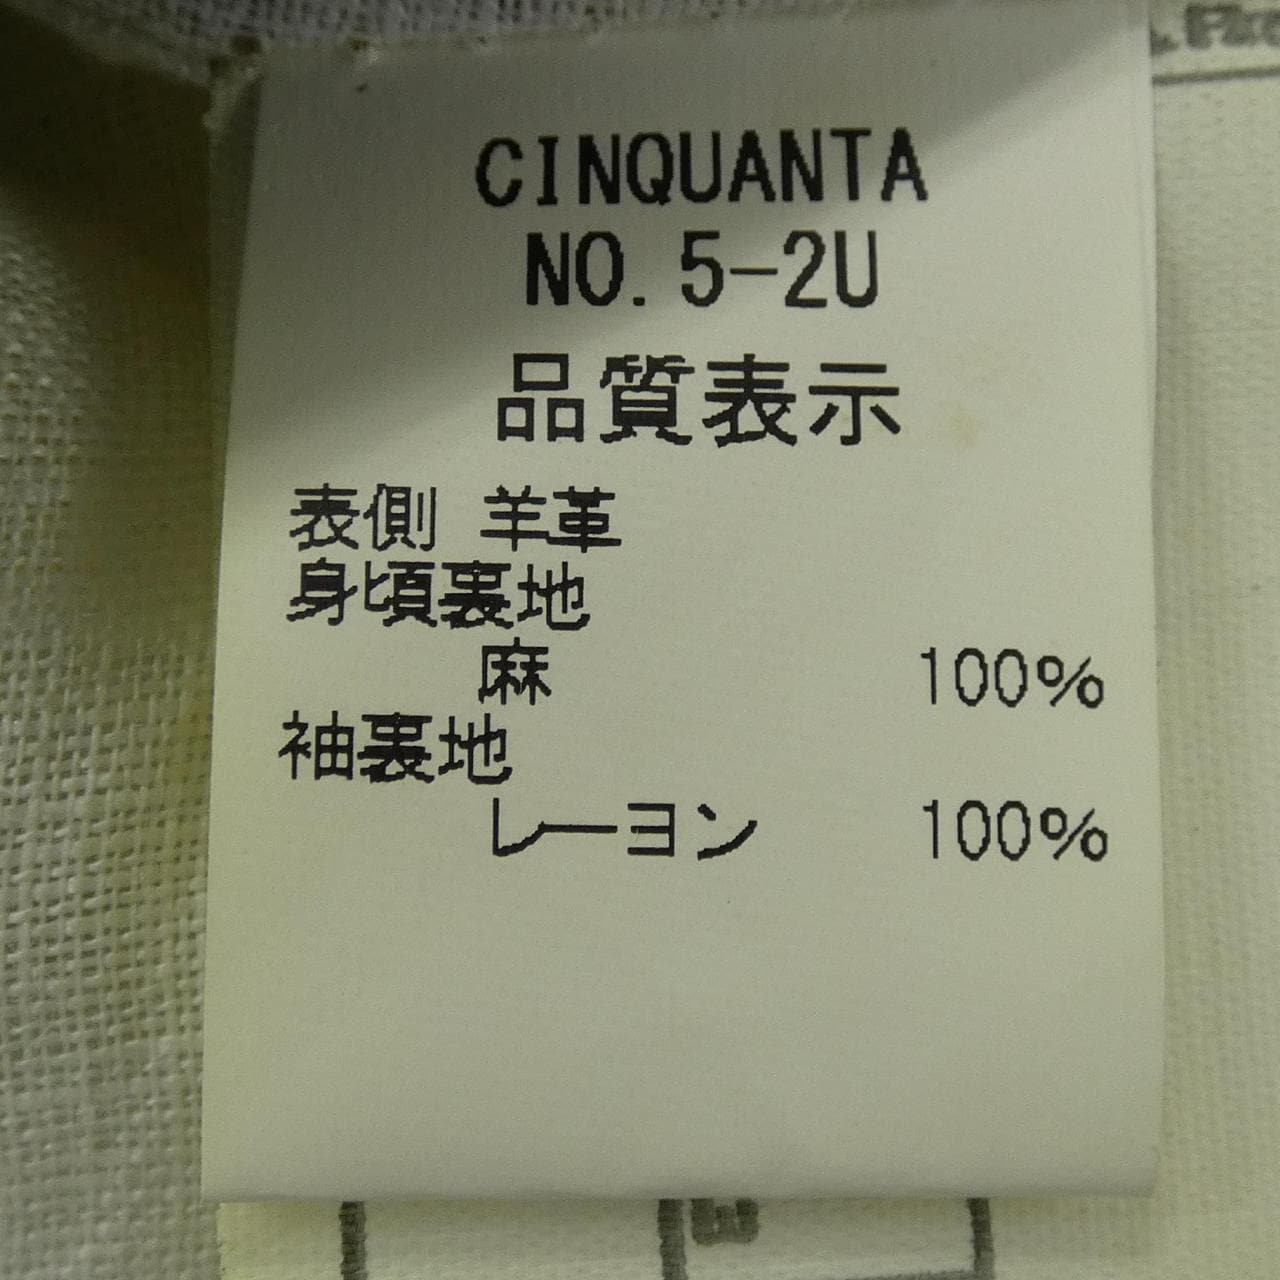 CINQUANTA
NO. 5-2U
品質表示
表側 羊革
身頃裏地
麻 100%
袖裏地
レーヨン 100%